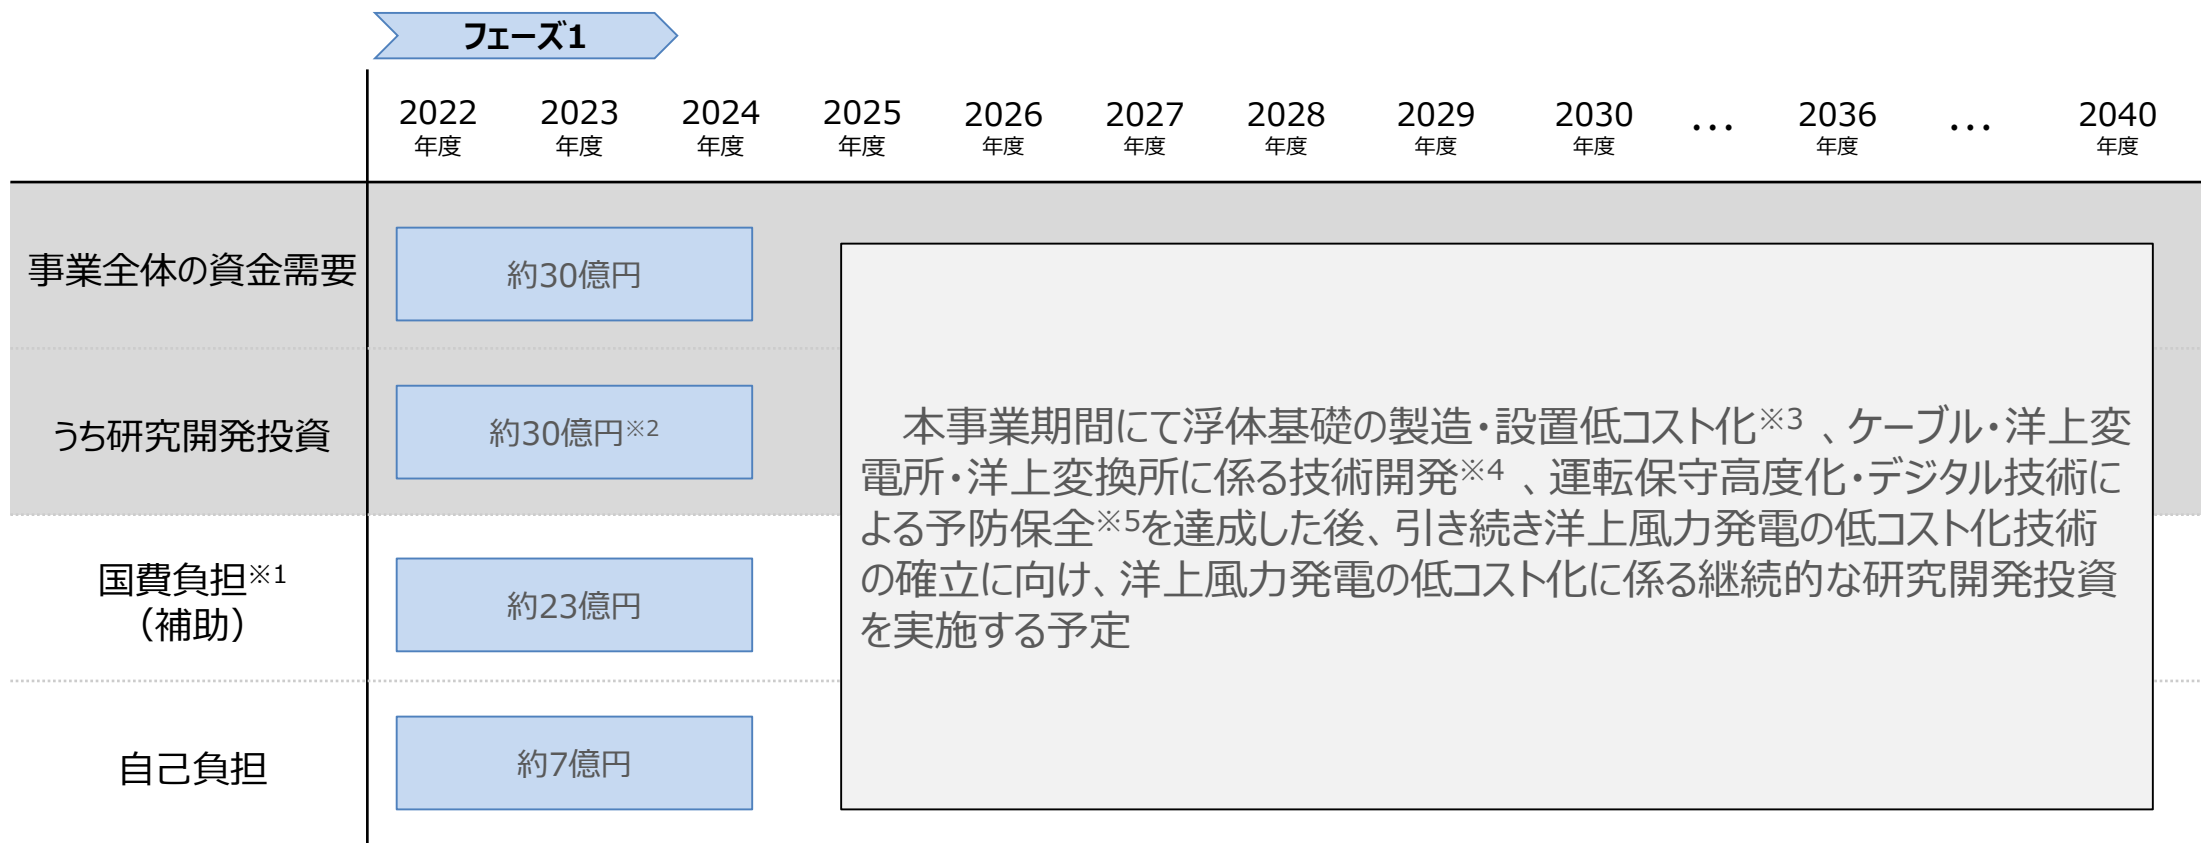 フェーズ1
2022 2023 2024 2025 2026 2027 2028 2029 2030 … 2036 … 2040
年度 年度 年度 年度 年度 年度 年度 年度 年度 年度 年度
事業全体の資金需要
約30億円
うち研究開発投資
約30億円※2
国費負担※1
（補助）
約23億円
自己負担
約7億円
本事業期間にて浮体基礎の製造・設置低コスト化※3 、ケーブル・洋上変
電所・洋上変換所に係る技術開発※4 、運転保守高度化・デジタル技術に
よる予防保全※5を達成した後、引き続き洋上風力発電の低コスト化技術
の確立に向け、洋上風力発電の低コスト化に係る継続的な研究開発投資
を実施する予定